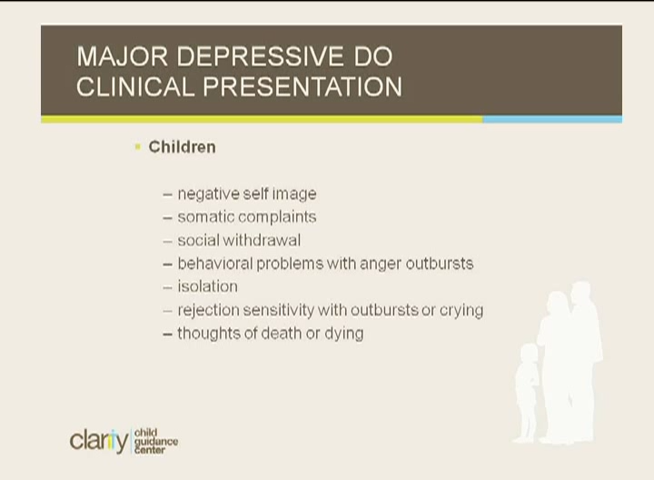 MAJOR DEPRESSIVE DO
CLINICAL PRESENTATION
Children
– negative self image
– somatic complaints
– social withdrawal
– behavioral problems with anger outbursts
– isolation
– rejection sensitivity with outbursts or crying
– thoughts of death or dying
clarity child
guidance
center